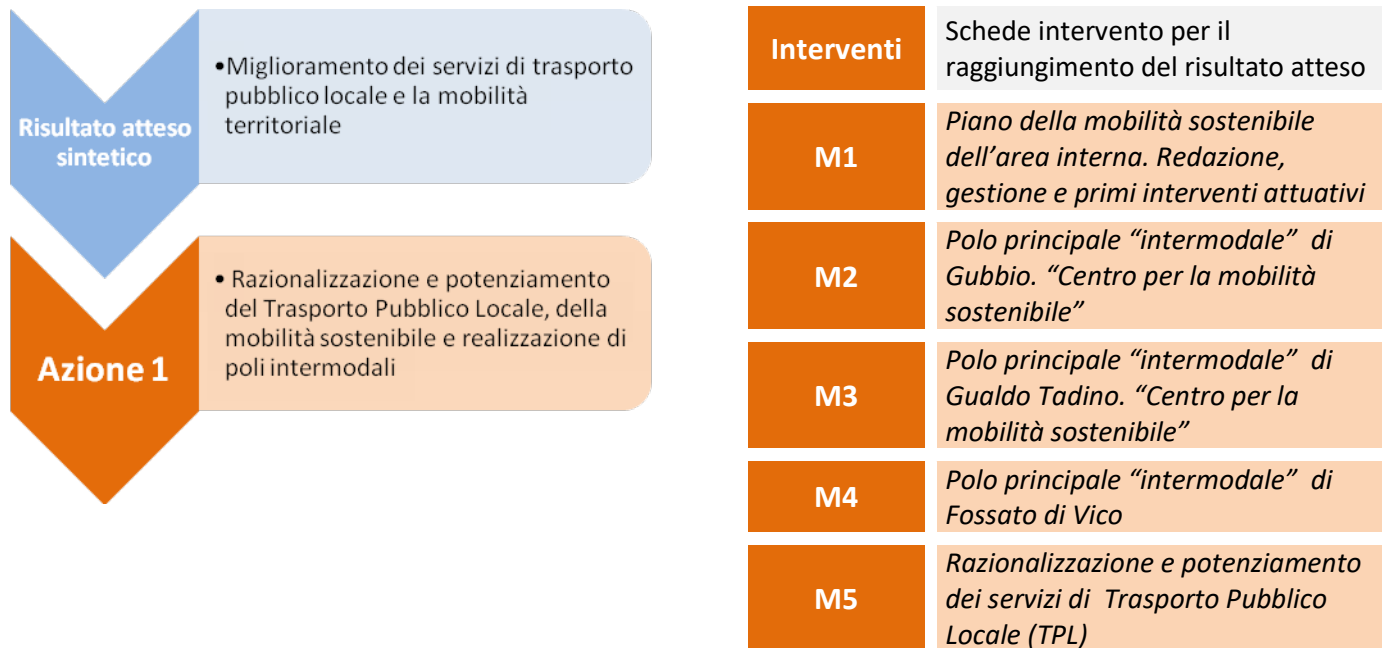 Risultato atteso
sintetico
•Miglioramento dei servizi di trasporto
pubblico locale e la mobilità
territoriale
Azione 1
• Razionalizzazione e potenziamento
del Trasporto Pubblico Locale, della
mobilità sostenibile e realizzazione di
poli intermodali
Interventi
Schede intervento per il
raggiungimento del risultato atteso
M1
Piano della mobilità sostenibile
dell’area interna. Redazione,
gestione e primi interventi attuativi
M2
Polo principale “intermodale” di
Gubbio. “Centro per la mobilità
sostenibile”
M3
Polo principale “intermodale” di
Gualdo Tadino. “Centro per la
mobilità sostenibile”
M4
Polo principale “intermodale” di
Fossato di Vico
M5
Razionalizzazione e potenziamento
dei servizi di Trasporto Pubblico
Locale (TPL)